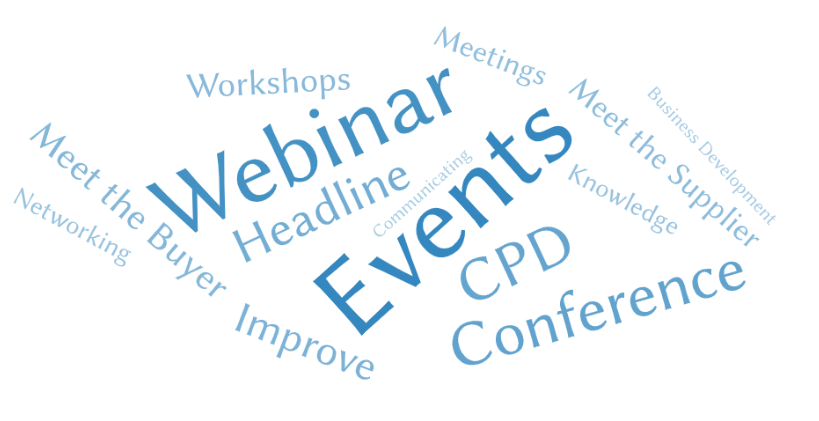 Meetings
Workshops
Webinar
Meet the Supplier
Business Development
Meet the Buyer
Headline
Communicating
Events
Knowledge
Networking
CPD
Conference
Improve